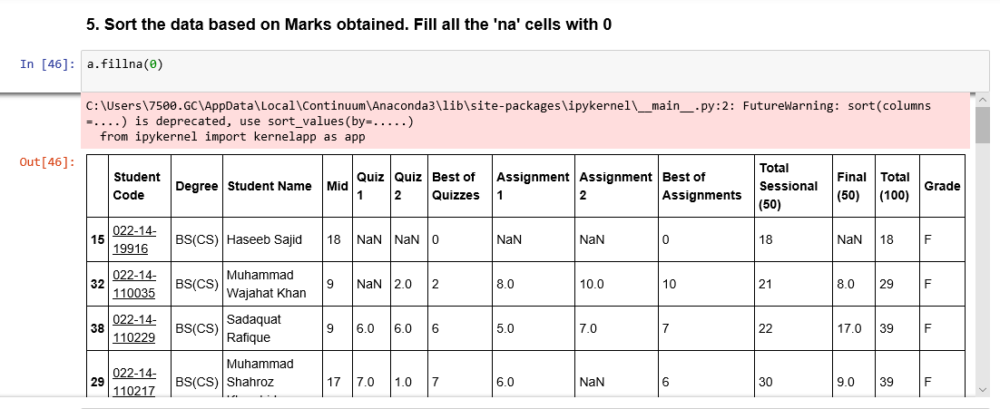 5. Sort the data based on Marks obtained. Fill all the 'na' cells with 0
In [46]: a.fillna(0)
C:\Users\7500.GC\AppData\Local\Continuum\Anaconda3\lib\site-packages\ipykernel\__main__.py:2: FutureWarning: sort(columns
=....) is deprecated, use sort_values(by=.....)
from ipykernel import kernelapp as app
Out[46]:
Student Code Degree Student Name Mid Quiz 1 Quiz 2 Best of Quizzes Assignment 1 Assignment 2 Best of Assignments Total Sessional (50) Final (50) Total (100) Grade
15 022-14-19916 BS(CS) Haseeb Sajid 18 NaN NaN 0 NaN NaN 0 18 NaN 18 F
32 022-14-110035 BS(CS) Muhammad Wajahat Khan 9 NaN 2.0 2 8.0 10.0 10 21 8.0 29 F
38 022-14-110229 BS(CS) Sadaquat Rafique 9 6.0 6.0 6 5.0 7.0 7 22 17.0 39 F
29 022-14-110217 BS(CS) Muhammad Shahroz 17 7.0 1.0 7 6.0 NaN 6 30 9.0 39 F